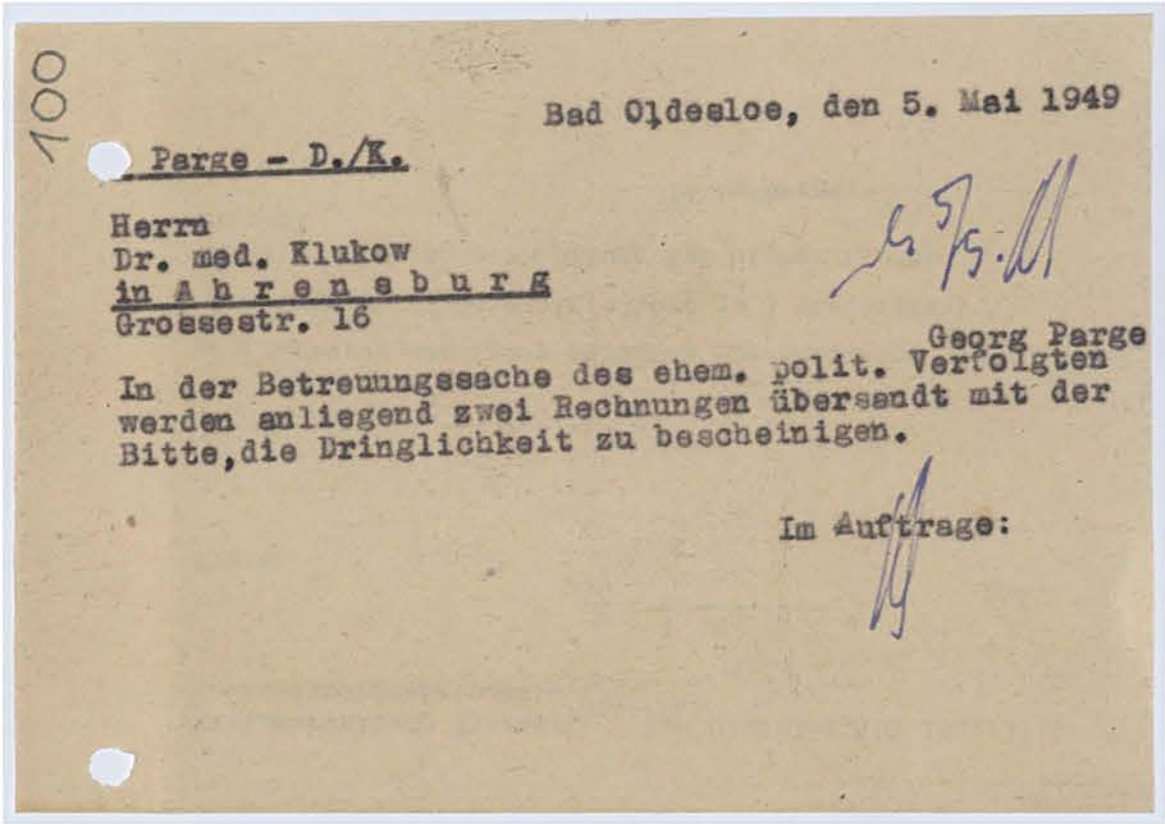 100
Bad Oldesloe, den 5. Mai 1949
Parge - D./K.
Herrn
Dr. med. Klukow
in A h r e n s b u r g
Grossestr. 16
5/5.
Georg Parge
In der Betreuungssache des ehem. polit. Verfolgten
werden anliegend zwei Rechnungen übersandt mit der
Bitte,die Dringlichkeit zu bescheinigen.
Im Auftrage: